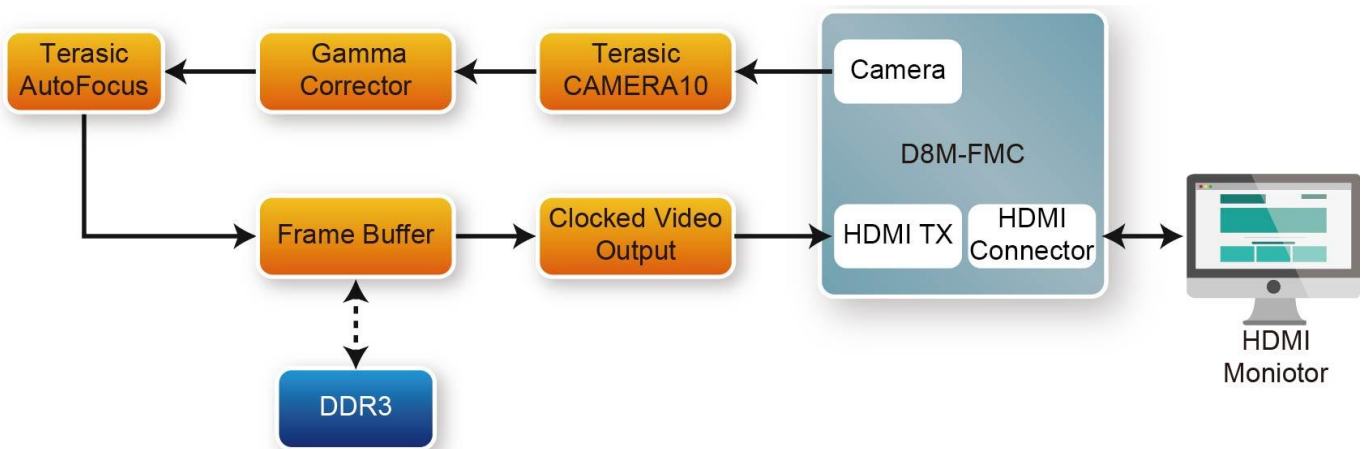 Terasic
AutoFocus
Gamma
Corrector
Terasic
CAMERA10
Camera
D8M-FMC
Frame Buffer
Clocked Video
Output
HDMI TX
HDMI
Connector
DDR3
HDMI
Moniotor